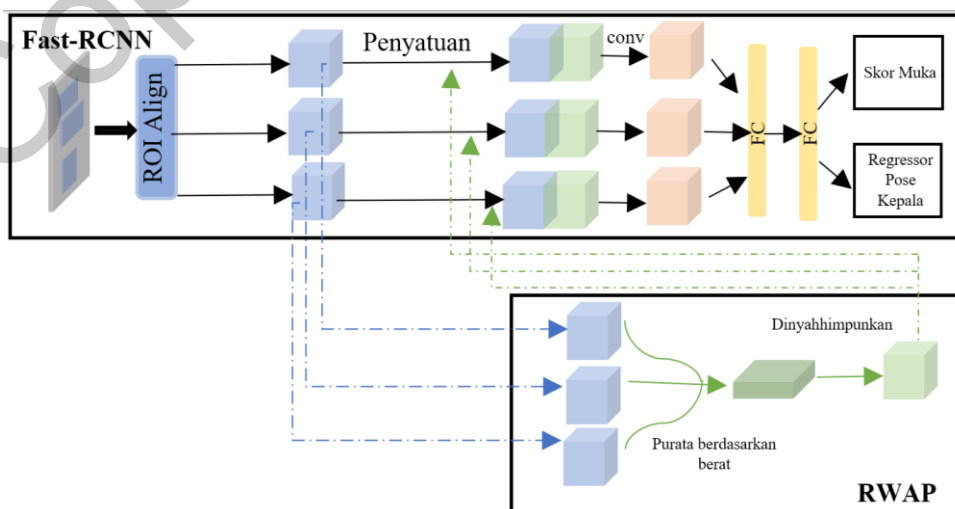 Fast-RCNN
Penyatuan
conv
ROI Align
FC
FC
Skor Muka
Regressor
Pose
Kepala
Dinyahhimpunkan
Purata berdasarkan
berat
RWAP